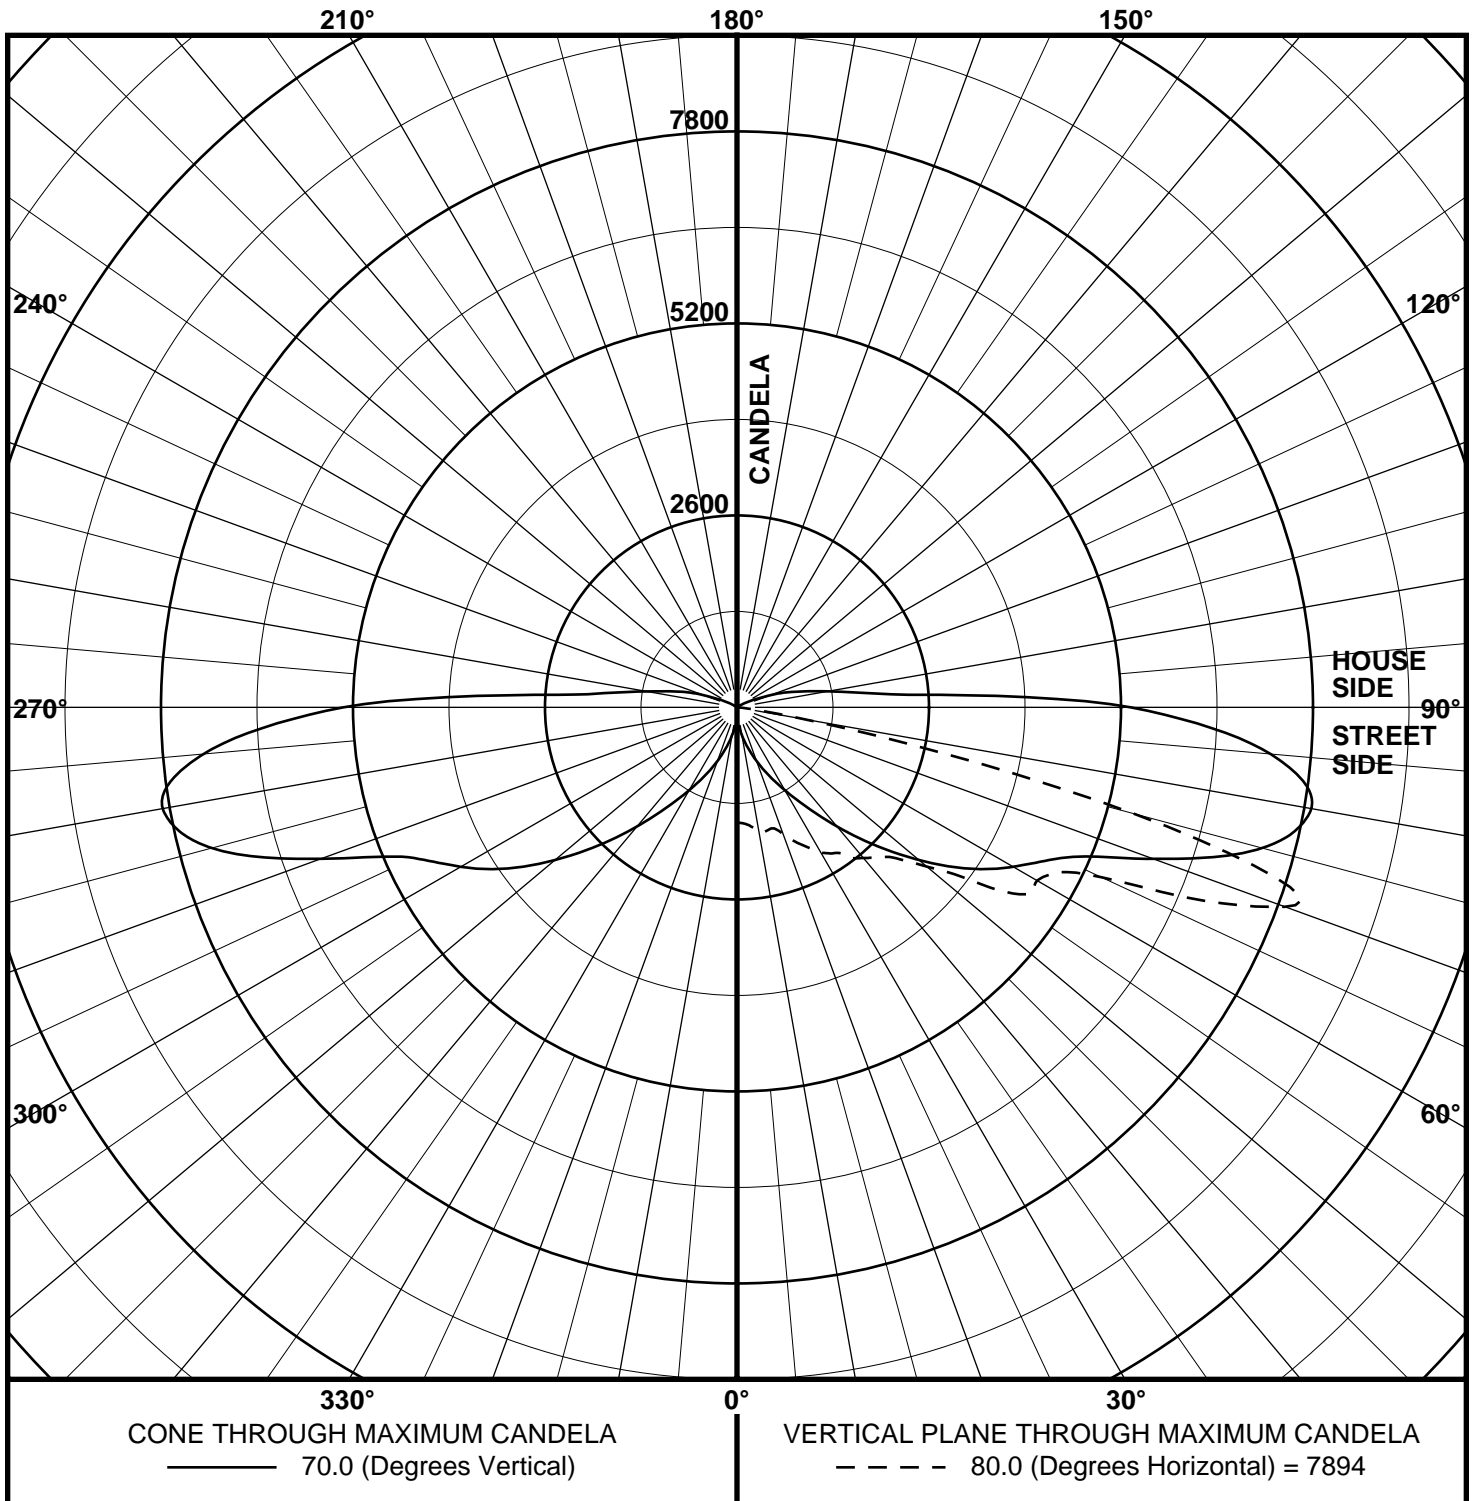 210° 180° 150°
7800
240° 120°
5200
CANDELA
2600
HOUSE
SIDE
270° 90°
STREET
SIDE
300° 60°
330° 0° 30°
CONE THROUGH MAXIMUM CANDELA
70.0 (Degrees Vertical)
VERTICAL PLANE THROUGH MAXIMUM CANDELA
80.0 (Degrees Horizontal) = 7894